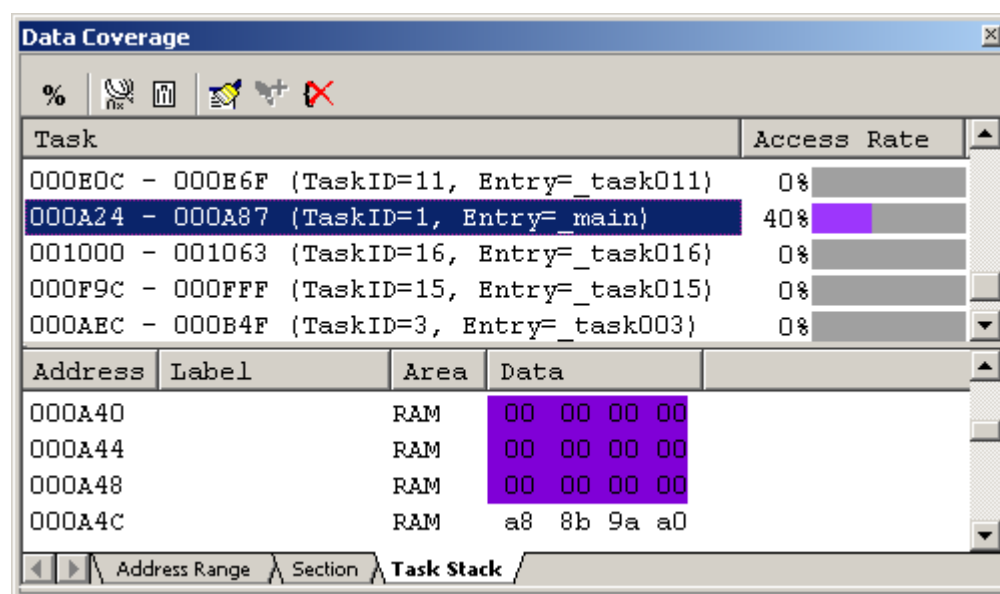 Data Coverage
%
Task Access Rate
000E0C - 000E6F (TaskID=11, Entry=_task011) 0%
000A24 - 000A87 (TaskID=1, Entry=_main) 40%
001000 - 001063 (TaskID=16, Entry=_task016) 0%
000F9C - 000FFF (TaskID=15, Entry=_task015) 0%
000AEC - 000B4F (TaskID=3, Entry=_task003) 0%
Address Label Area Data
000A40 RAM 00 00 00 00
000A44 RAM 00 00 00 00
000A48 RAM 00 00 00 00
000A4C RAM a8 8b 9a a0
Address Range Section Task Stack